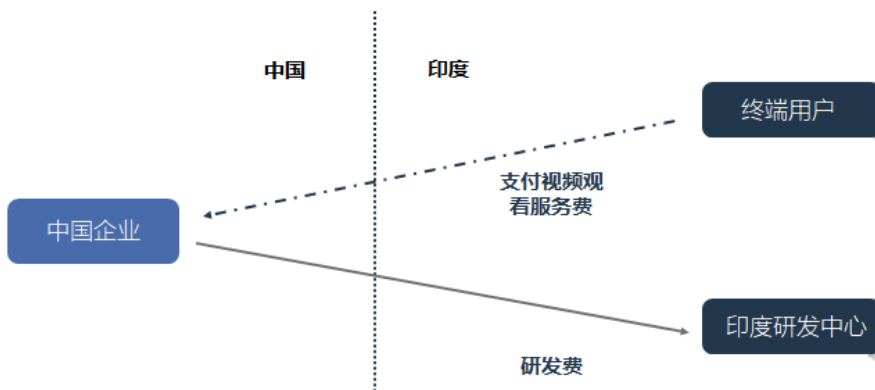 中国
印度
终端用户
支付视频观
看服务费
中国企业
印度研发中心
研发费